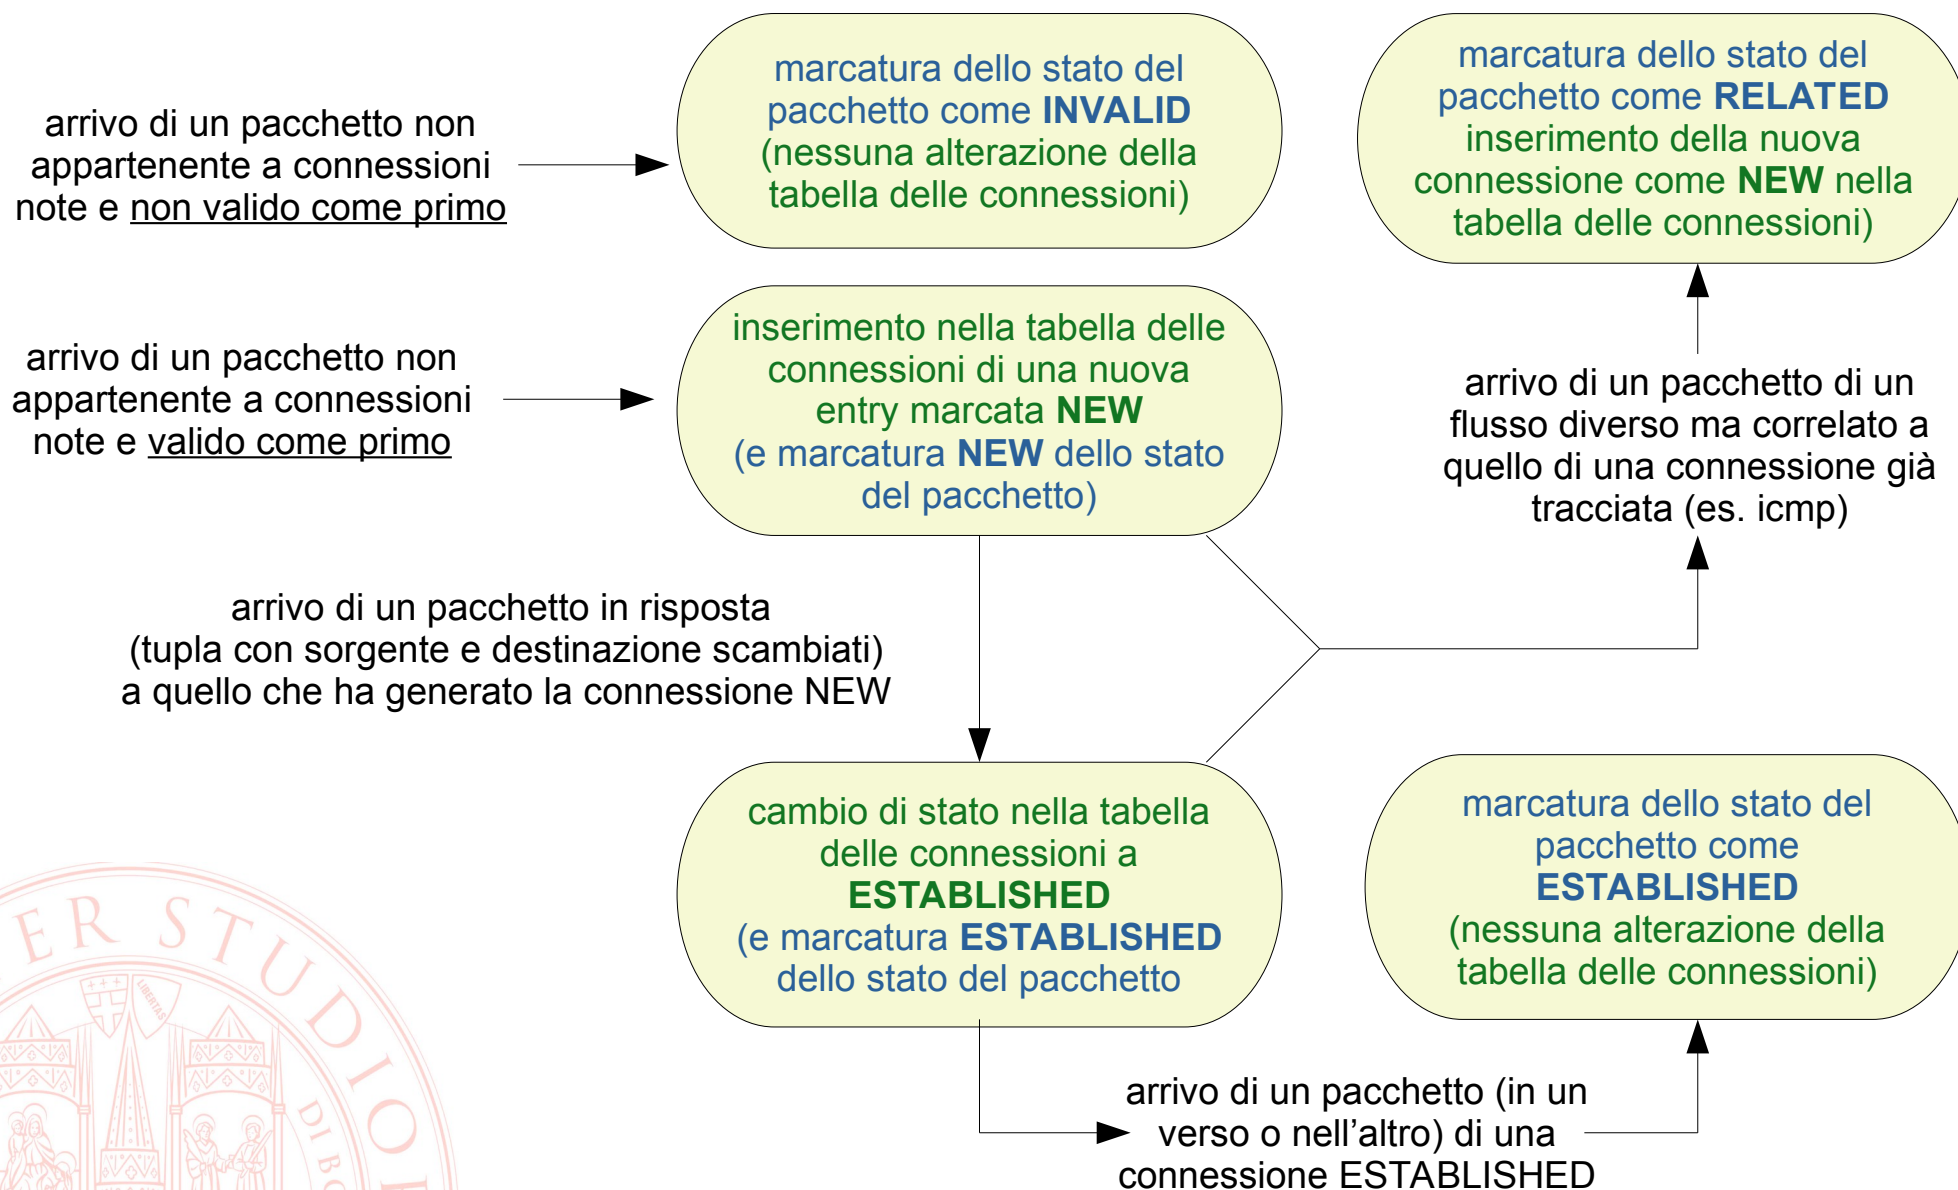 arrivo di un pacchetto non
appartenente a connessioni
note e non valido come primo
marcatura dello stato del
pacchetto come INVALID
(nessuna alterazione della
tabella delle connessioni)
marcatura dello stato del
pacchetto come RELATED
inserimento della nuova
connessione come NEW nella
tabella delle connessioni)
arrivo di un pacchetto non
appartenente a connessioni
note e valido come primo
inserimento nella tabella delle
connessioni di una nuova
entry marcata NEW
(e marcatura NEW dello stato
del pacchetto)
arrivo di un pacchetto di un
flusso diverso ma correlato a
quello di una connessione già
tracciata (es. icmp)
arrivo di un pacchetto in risposta
(tupla con sorgente e destinazione scambiati)
a quello che ha generato la connessione NEW
cambio di stato nella tabella
delle connessioni a
ESTABLISHED
(e marcatura ESTABLISHED
dello stato del pacchetto
marcatura dello stato del
pacchetto come
ESTABLISHED
(nessuna alterazione della
tabella delle connessioni)
arrivo di un pacchetto (in un
verso o nell'altro) di una
connessione ESTABLISHED
ER STUDIO
LIBERTAS
DI BO